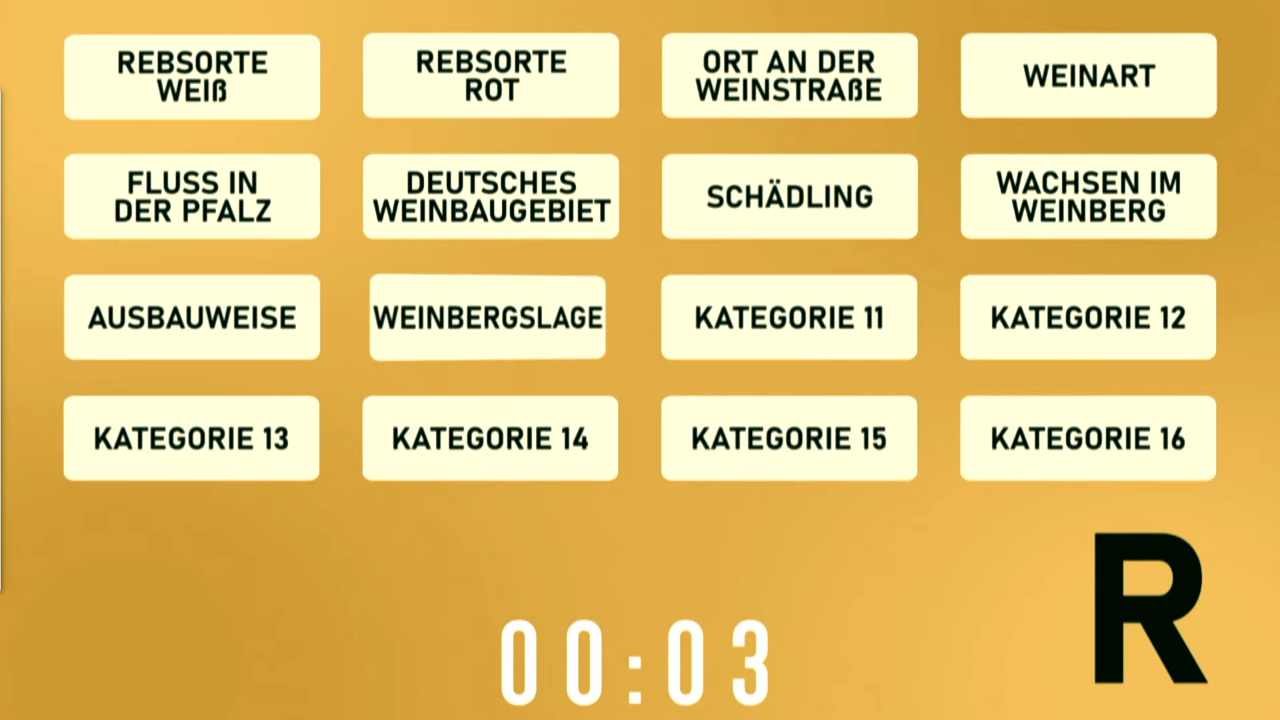 REBSORTE
WEIß
REBSORTE
ROT
ORT AN DER
WEINSTRAßE
WEINART
FLUSS IN
DER PFALZ
DEUTSCHES
WEINBAUGEBIET
SCHÄDLING
WACHSEN IM
WEINBERG
AUSBAUWEISE
WEINBERGSLAGE
KATEGORIE 11
KATEGORIE 12
KATEGORIE 13
KATEGORIE 14
KATEGORIE 15
KATEGORIE 16
R
00:03